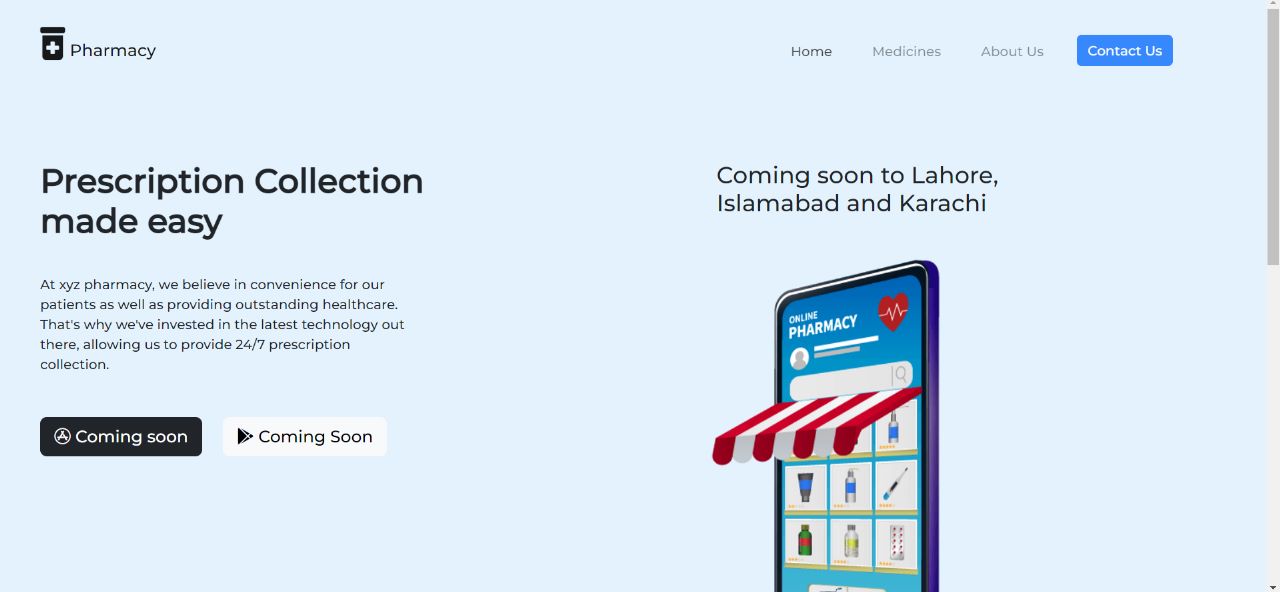 Pharmacy
Home
Medicines
About Us
Contact Us
Prescription Collection
made easy
At xyz pharmacy, we believe in convenience for our
patients as well as providing outstanding healthcare.
That's why we've invested in the latest technology out
there, allowing us to provide 24/7 prescription
collection.
Coming soon
Coming Soon
Coming soon to Lahore,
Islamabad and Karachi
ONLINE
PHARMACY